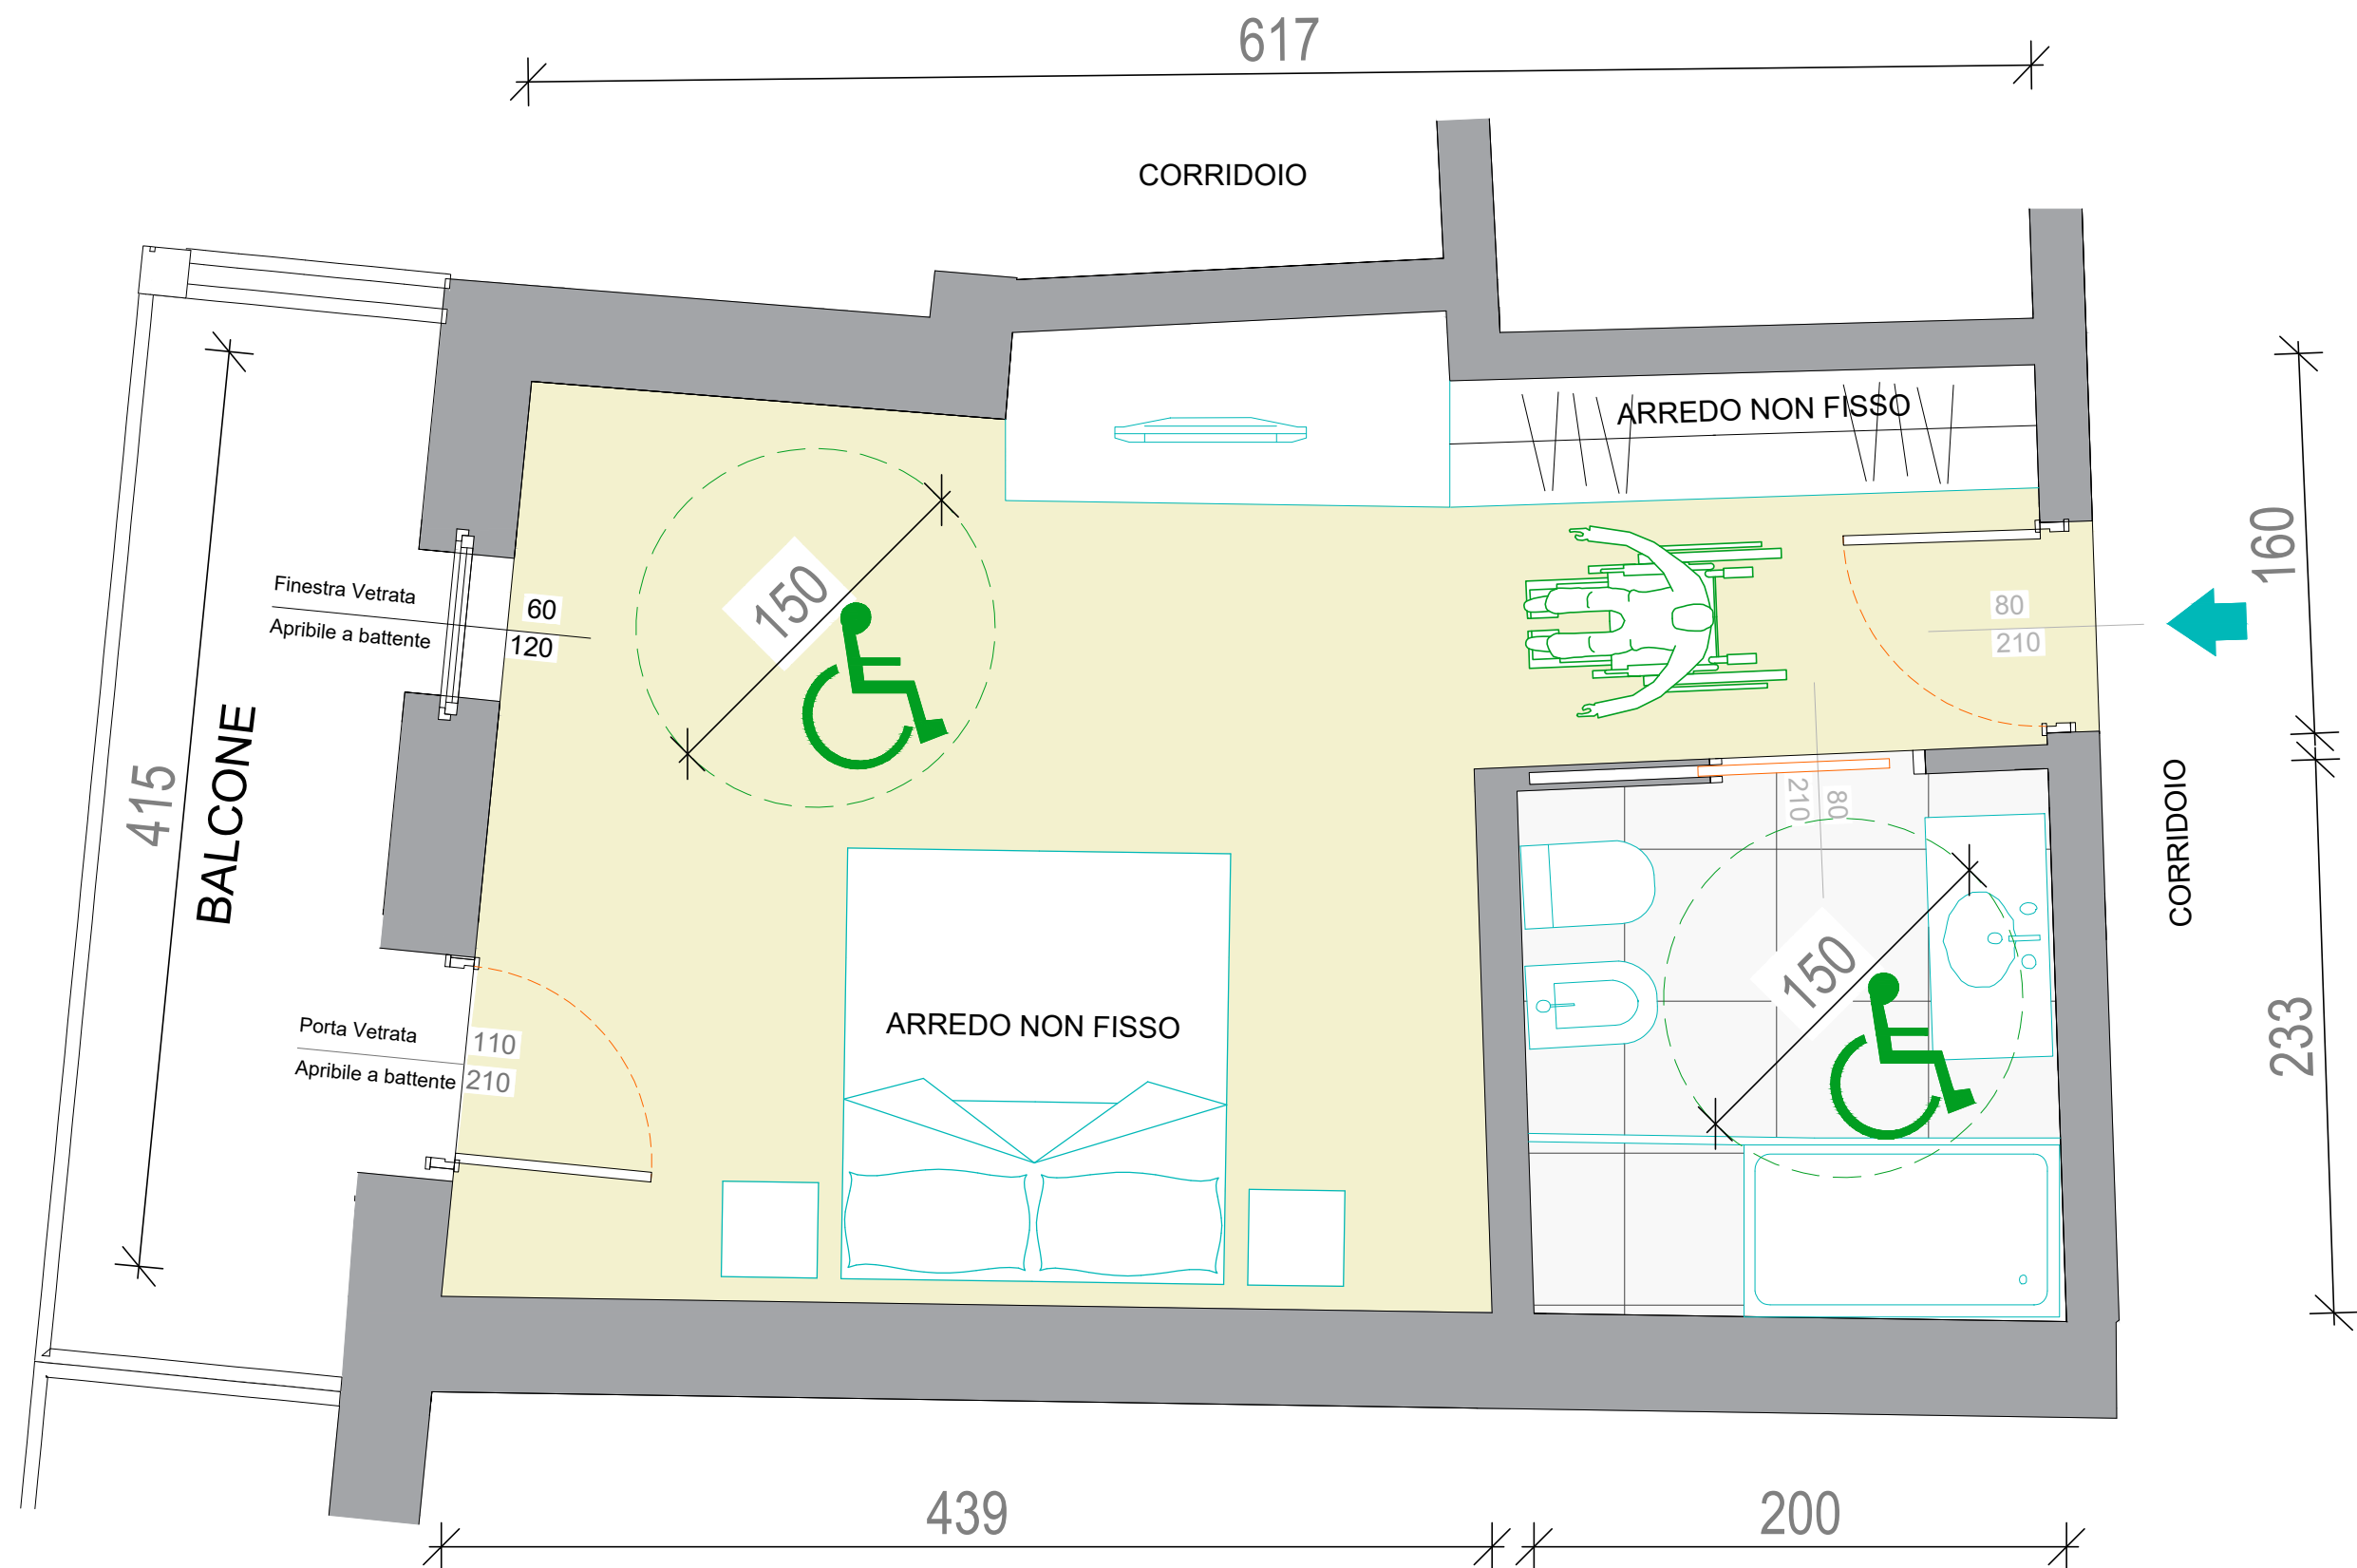 617
CORRIDOIO
ARREDO NON FISSO
160
Finestra Vetrata
Apribile a battente
60
120
150
80
210
415
BALCONE
80
210
CORRIDOIO
150
233
ARREDO NON FISSO
Porta Vetrata
Apribile a battente
110
210
439
200